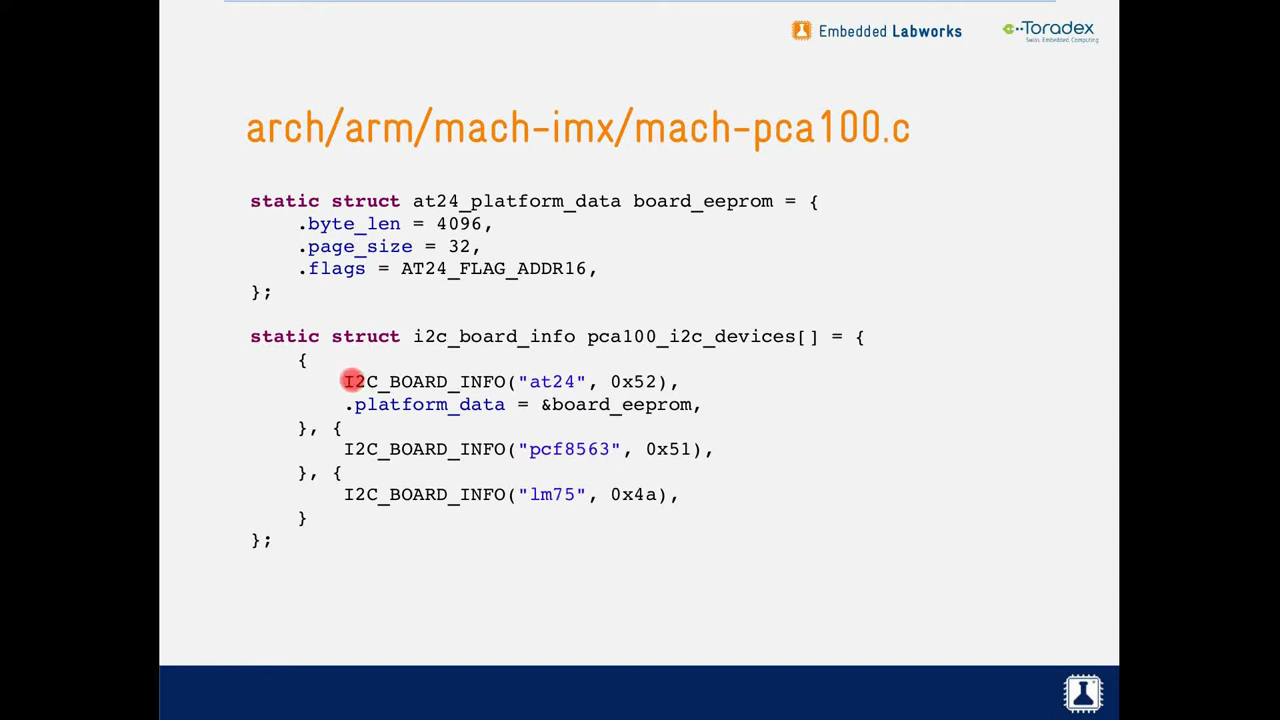 Embedded Labworks
Toradex
Swiss. Embedded. Computing.
arch/arm/mach-imx/mach-pca100.c
static struct at24_platform_data board_eeprom = {
    .byte_len = 4096,
    .page_size = 32,
    .flags = AT24_FLAG_ADDR16,
};
static struct i2c_board_info pca100_i2c_devices[] = {
    {
        I2C_BOARD_INFO("at24", 0x52),
        .platform_data = &board_eeprom,
    }, {
        I2C_BOARD_INFO("pcf8563", 0x51),
    }, {
        I2C_BOARD_INFO("lm75", 0x4a),
    }
};